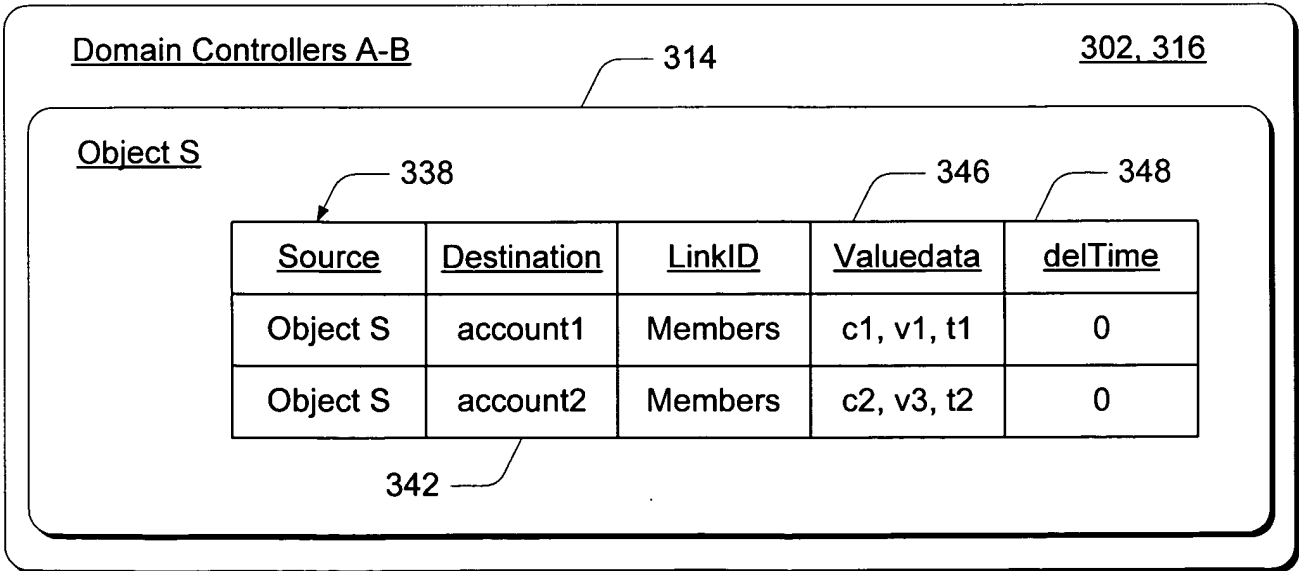 Domain Controllers A-B 314 302, 316
Object S 338 346 348
Source Destination LinkID Valuedata delTime
Object S account1 Members c1, v1, t1 0
Object S account2 Members c2, v3, t2 0
342